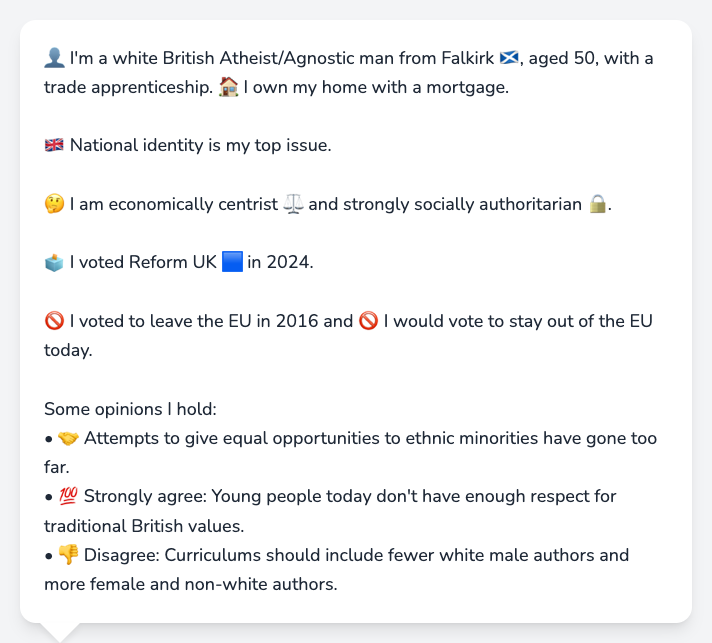 👤 I'm a white British Atheist/Agnostic man from Falkirk 🏴󠁧󠁢󠁳󠁣󠁴󠁿, aged 50, with a
trade apprenticeship. 🏠 I own my home with a mortgage.
🇬🇧 National identity is my top issue.
🤔 I am economically centrist ⚖️ and strongly socially authoritarian 🔒.
🗳️ I voted Reform UK 🟦 in 2024.
🚫 I voted to leave the EU in 2016 and 🚫 I would vote to stay out of the EU
today.
Some opinions I hold:
• 🤝 Attempts to give equal opportunities to ethnic minorities have gone too
far.
• 💯 Strongly agree: Young people today don't have enough respect for
traditional British values.
• 👎 Disagree: Curriculums should include fewer white male authors and
more female and non-white authors.